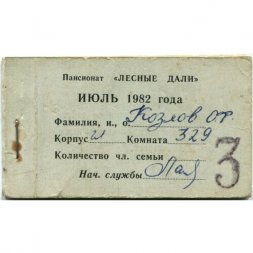 Пансионат «ЛЕСНЫЕ ДАЛИ»
ИЮЛЬ 1982 года
Фамилия, и., о Козлов
Корпус Комната 329
Количество чл. семьи
Нач. службы
3